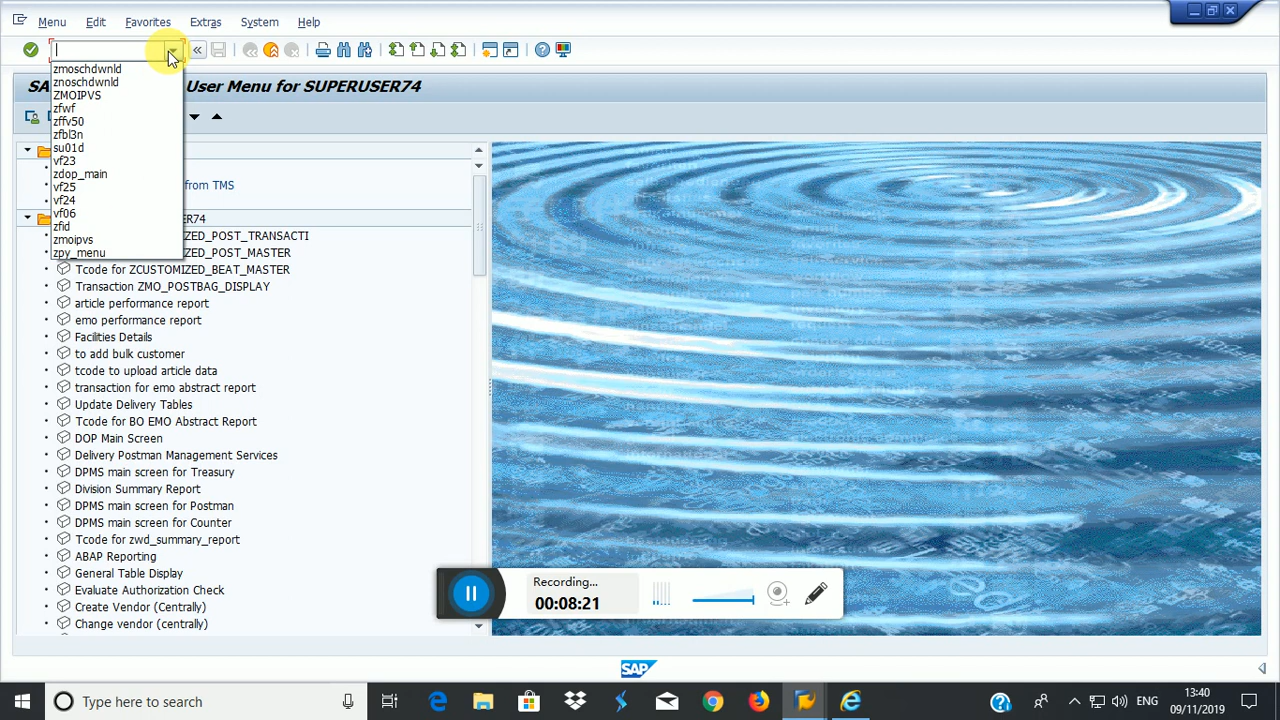 Menu Edit Favorites Extras System Help
SA User Menu for SUPERUSER74
zmoschdwnld
znoschdwnld
ZMOIPVS
zfwf
zffv50
zfbl3n
su01d
vf23
zdop_main
vf25
vf24
vf06
zfid
zmoipvs
zpy_menu
from TMS
ER74
IZED_POST_TRANSACTI
IZED_POST_MASTER
Tcode for ZCUSTOMIZED_BEAT_MASTER
Transaction ZMO_POSTBAG_DISPLAY
article performance report
emo performance report
Facilities Details
to add bulk customer
tcode to upload article data
transaction for emo abstract report
Update Delivery Tables
Tcode for BO EMO Abstract Report
DOP Main Screen
Delivery Postman Management Services
DPMS main screen for Treasury
Division Summary Report
DPMS main screen for Postman
DPMS main screen for Counter
Tcode for zwd_summary_report
ABAP Reporting
General Table Display
Evaluate Authorization Check
Create Vendor (Centrally)
Change vendor (centrally)
Recording...
00:08:21
SAP
Type here to search
ENG
13:40
09/11/2019